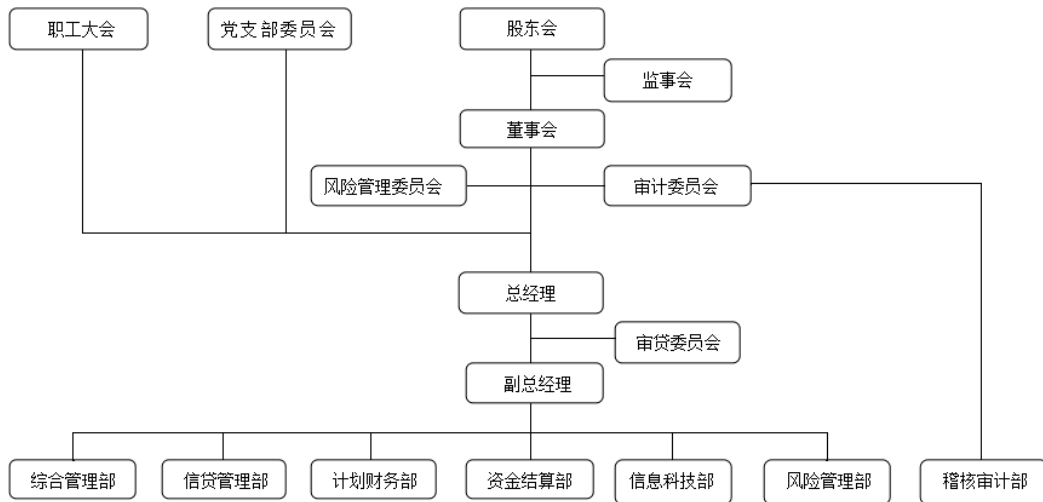 职工大会
党支部委员会
股东会
监事会
董事会
风险管理委员会
审计委员会
总经理
审贷委员会
副总经理
综合管理部
信贷管理部
计划财务部
资金结算部
信息科技部
风险管理部
稽核审计部